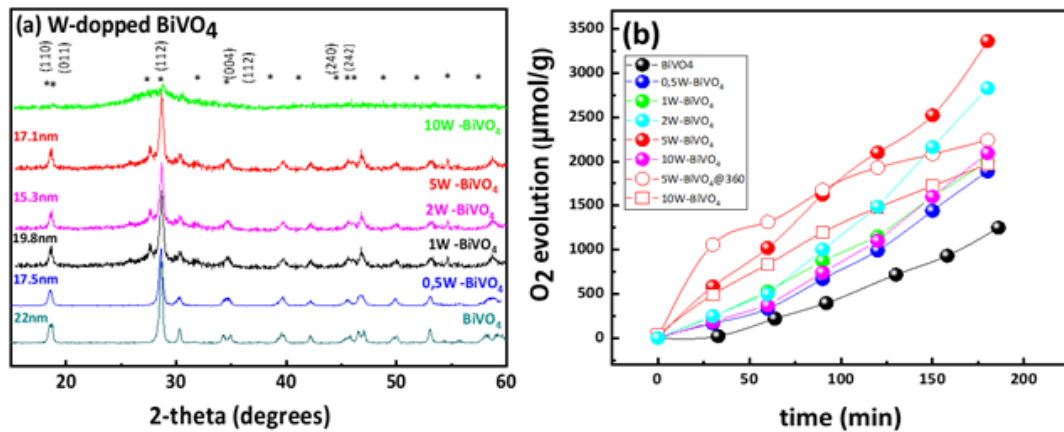 (a) W-dopped BiVO4
{110}
{011}
{112}
{004}
{112}
{240}
{242}
* * * * * * * * * * * * * *
10W -BiVO4
17.1nm
5W -BiVO4
15.3nm
2W -BiVO4
19.8nm
1W -BiVO4
17.5nm
0,5W -BiVO4
22nm
BiVO4
20 30 40 50 60
2-theta (degrees)
(b)
O2 evolution (µmol/g)
3500
3000
2500
2000
1500
1000
500
0
BiVO4
0,5W-BiVO4
1W-BiVO4
2W-BiVO4
5W-BiVO4
10W-BiVO4
5W-BiVO4@360
10W-BiVO4
0 50 100 150 200
time (min)